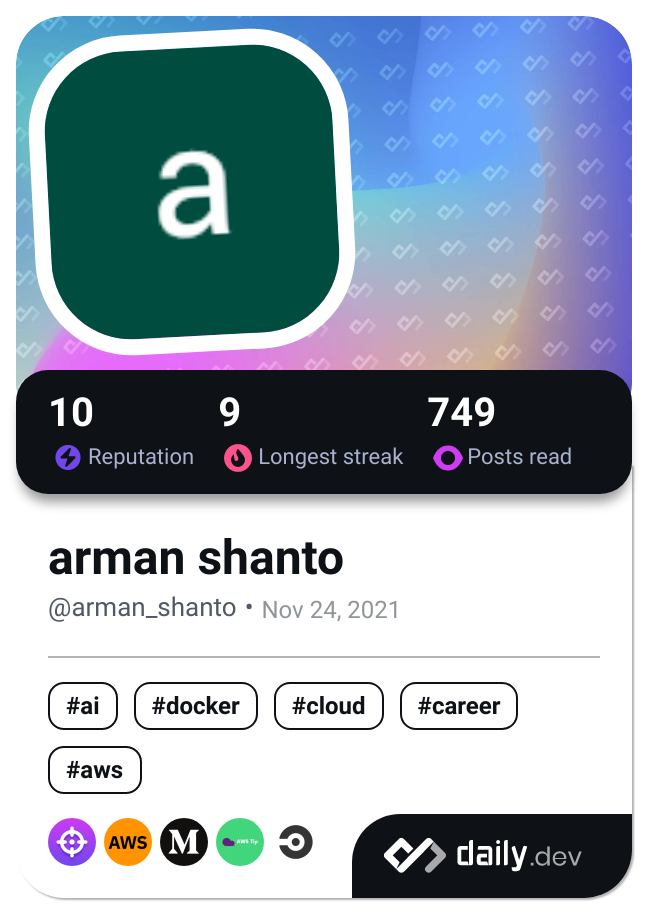 a
10 9 749
Reputation Longest streak Posts read
arman shanto
@arman_shanto • Nov 24, 2021
#ai #docker #cloud #career
#aws
AWS M AWS Tip
daily.dev